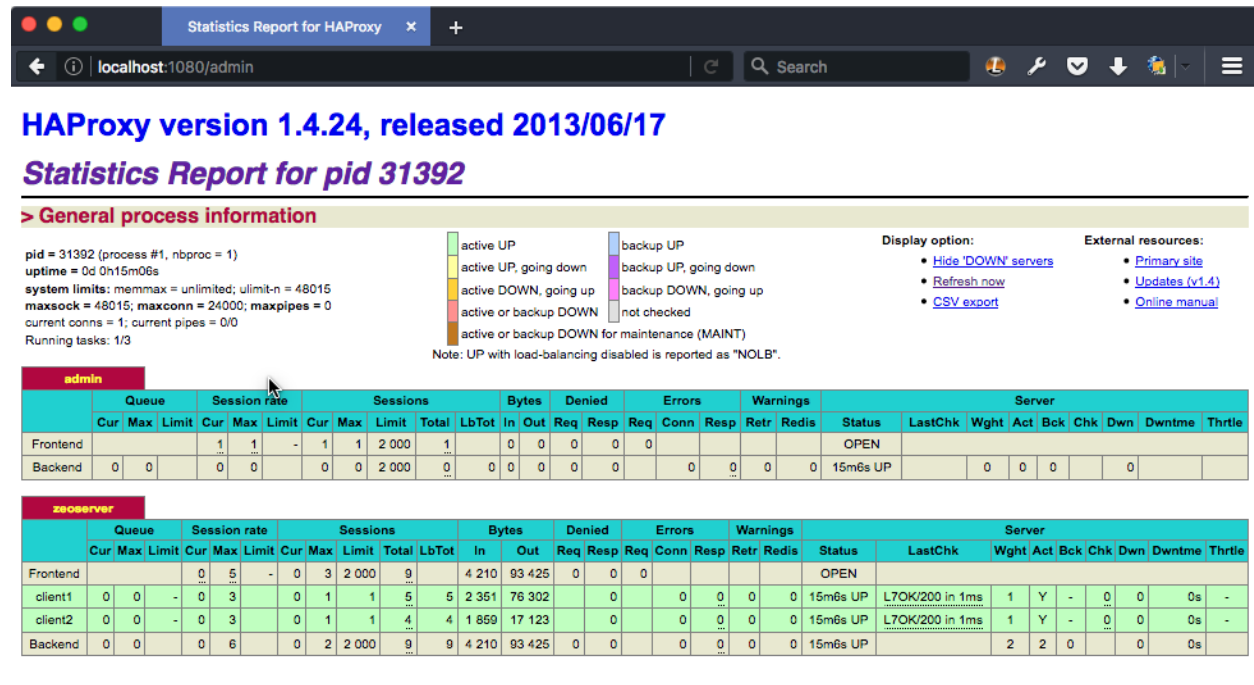 Statistics Report for HAProxy × +
localhost:1080/admin Search
HAProxy version 1.4.24, released 2013/06/17
Statistics Report for pid 31392
> General process information
pid = 31392 (process #1, nbproc = 1)
uptime = 0d 0h15m06s
system limits: memmax = unlimited; ulimit-n = 48015
maxsock = 48015; maxconn = 24000; maxpipes = 0
current conns = 1; current pipes = 0/0
Running tasks: 1/3
active UP backup UP
active UP, going down backup UP, going down
active DOWN, going up backup DOWN, going up
active or backup DOWN not checked
active or backup DOWN for maintenance (MAINT)
Note: UP with load-balancing disabled is reported as "NOLB".
Display option:
• Hide 'DOWN' servers
• Refresh now
• CSV export
External resources:
• Primary site
• Updates (v1.4)
• Online manual
admin
Queue Session rate Sessions Bytes Denied Errors Warnings Server
Cur Max Limit Cur Max Limit Cur Max Limit Total LbTot In Out Req Resp Req Conn Resp Retr Redis Status LastChk Wght Act Bck Chk Dwn Dwntme Thrtle
Frontend 1 1 - 1 1 2 000 1 0 0 0 0 0 OPEN
Backend 0 0 0 0 0 0 2 000 0 0 0 0 0 0 0 0 0 0 15m6s UP 0 0 0 0
zeoserver
Queue Session rate Sessions Bytes Denied Errors Warnings Server
Cur Max Limit Cur Max Limit Cur Max Limit Total LbTot In Out Req Resp Req Conn Resp Retr Redis Status LastChk Wght Act Bck Chk Dwn Dwntme Thrtle
Frontend 0 5 - 0 3 2 000 9 4 210 93 425 0 0 0 OPEN
client1 0 0 - 0 3 0 1 1 5 5 2 351 76 302 0 0 0 0 0 15m6s UP L7OK/200 in 1ms 1 Y - 0 0 0s -
client2 0 0 - 0 3 0 1 1 4 4 1 859 17 123 0 0 0 0 0 15m6s UP L7OK/200 in 1ms 1 Y - 0 0 0s -
Backend 0 0 0 6 0 2 2 000 9 9 4 210 93 425 0 0 0 0 0 0 15m6s UP 2 2 0 0 0s